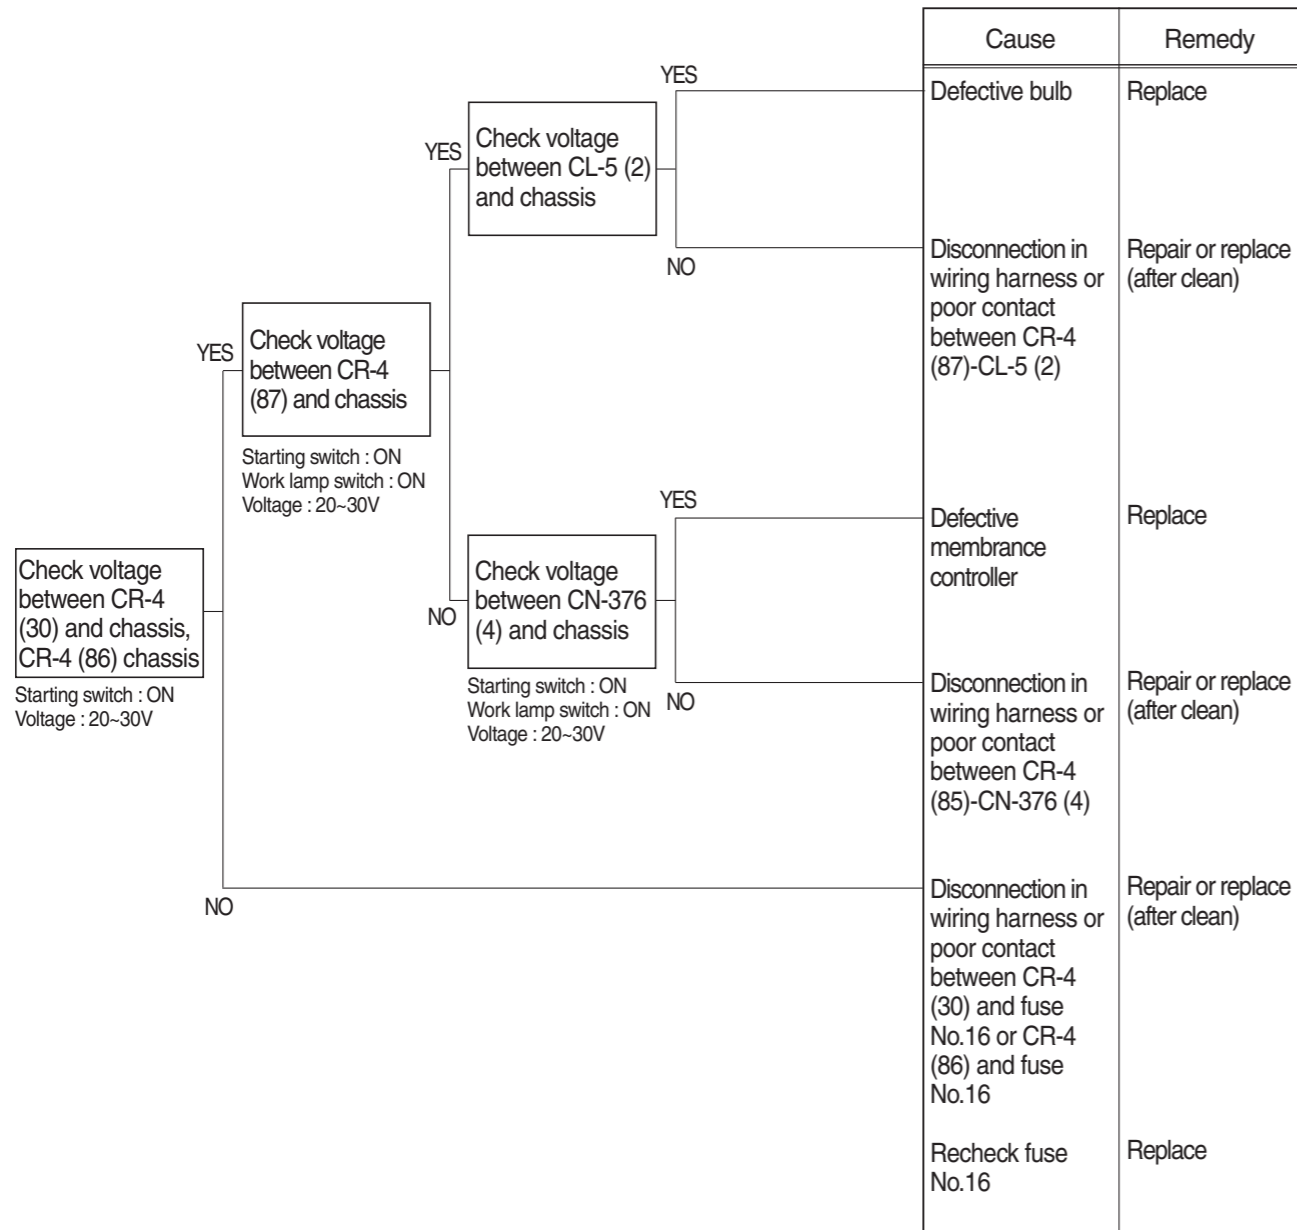 Cause
Remedy
YES
Defective bulb
Replace
YES
Check voltage
between CL-5 (2)
and chassis
NO
Disconnection in
wiring harness or
poor contact
between CR-4
(87)-CL-5 (2)
Repair or replace
(after clean)
YES
Check voltage
between CR-4
(87) and chassis
Starting switch : ON
Work lamp switch : ON
Voltage : 20~30V
YES
Defective
membrance
controller
Replace
Check voltage
between CR-4
(30) and chassis,
CR-4 (86) chassis
Starting switch : ON
Voltage : 20~30V
NO
Check voltage
between CN-376
(4) and chassis
Starting switch : ON
Work lamp switch : ON
Voltage : 20~30V
NO
Disconnection in
wiring harness or
poor contact
between CR-4
(85)-CN-376 (4)
Repair or replace
(after clean)
NO
Disconnection in
wiring harness or
poor contact
between CR-4
(30) and fuse
No.16 or CR-4
(86) and fuse
No.16
Repair or replace
(after clean)
Recheck fuse
No.16
Replace